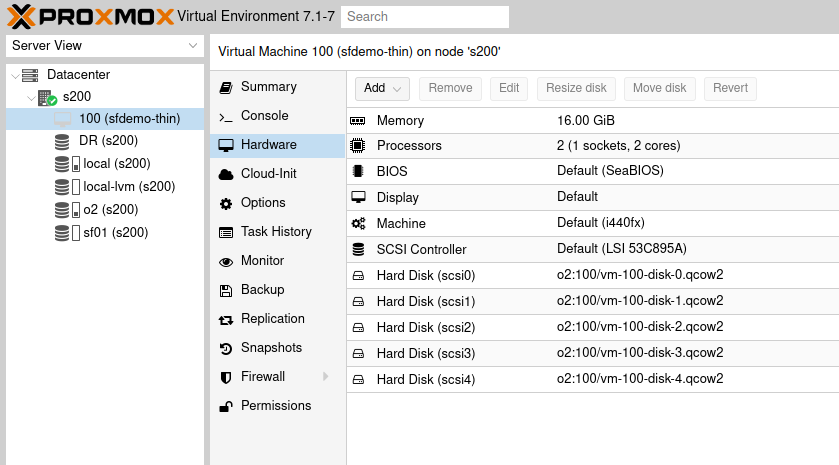 PROXMOX Virtual Environment 7.1-7 Search
Server View
Virtual Machine 100 (sfdemo-thin) on node 's200'
Datacenter
s200
100 (sfdemo-thin)
DR (s200)
local (s200)
local-lvm (s200)
o2 (s200)
sf01 (s200)
Summary
Console
Hardware
Cloud-Init
Options
Task History
Monitor
Backup
Replication
Snapshots
Firewall
Permissions
Add Remove Edit Resize disk Move disk Revert
Memory 16.00 GiB
Processors 2 (1 sockets, 2 cores)
BIOS Default (SeaBIOS)
Display Default
Machine Default (i440fx)
SCSI Controller Default (LSI 53C895A)
Hard Disk (scsi0) o2:100/vm-100-disk-0.qcow2
Hard Disk (scsi1) o2:100/vm-100-disk-1.qcow2
Hard Disk (scsi2) o2:100/vm-100-disk-2.qcow2
Hard Disk (scsi3) o2:100/vm-100-disk-3.qcow2
Hard Disk (scsi4) o2:100/vm-100-disk-4.qcow2